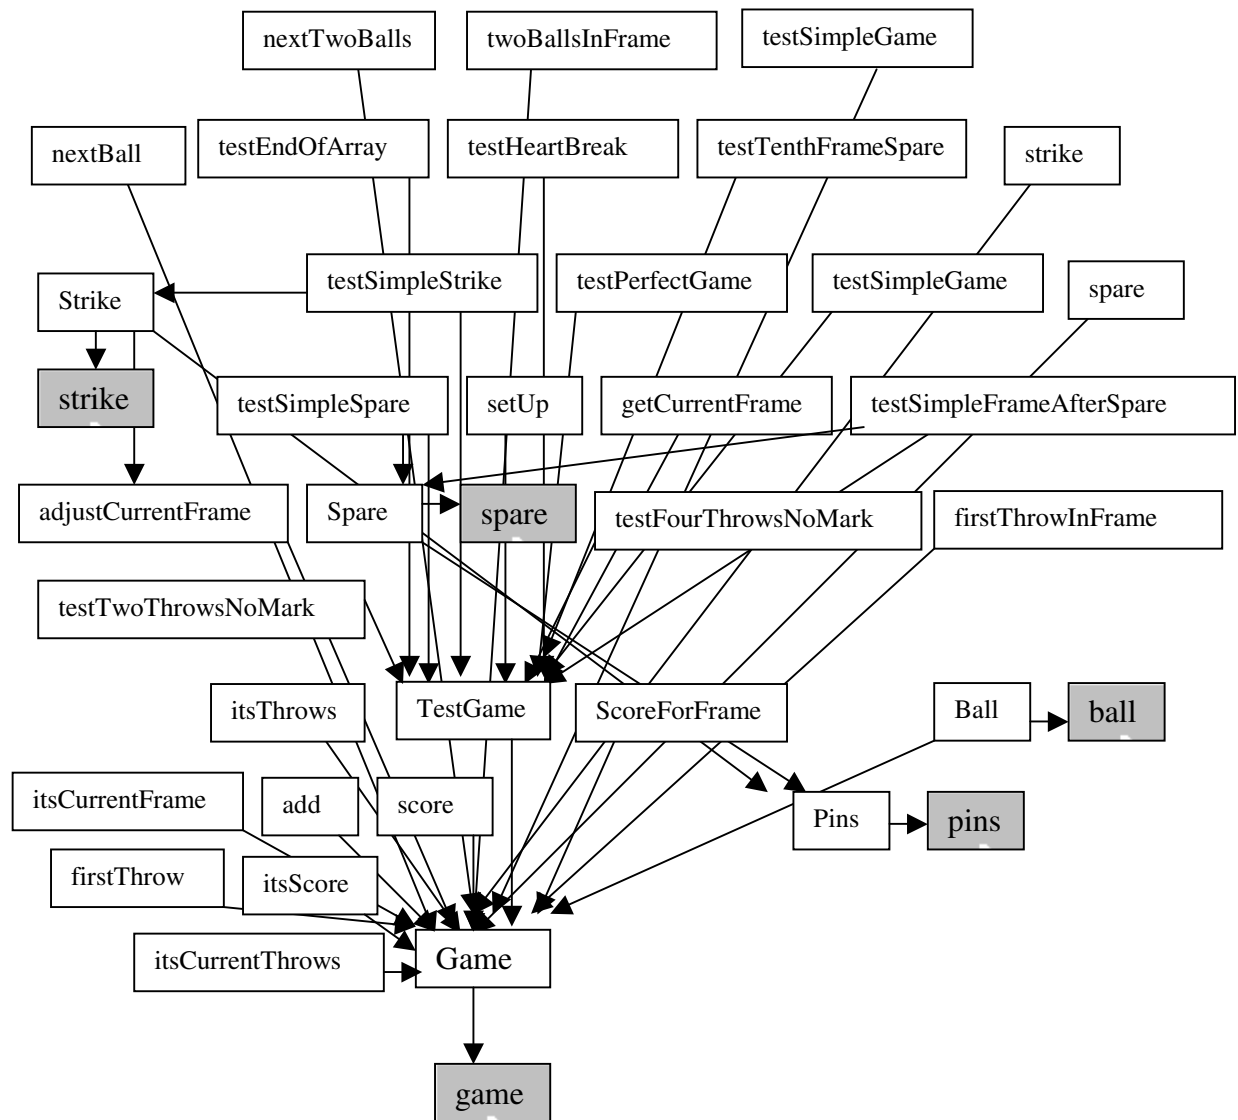 nextTwoBalls
twoBallsInFrame
testSimpleGame
nextBall
testEndOfArray
testHeartBreak
testTenthFrameSpare
strike
Strike
testSimpleStrike
testPerfectGame
testSimpleGame
spare
strike
testSimpleSpare
setUp
getCurrentFrame
testSimpleFrameAfterSpare
adjustCurrentFrame
Spare
spare
testFourThrowsNoMark
firstThrowInFrame
testTwoThrowsNoMark
itsThrows
TestGame
ScoreForFrame
Ball
ball
itsCurrentFrame
add
score
Pins
pins
firstThrow
itsScore
itsCurrentThrows
Game
game